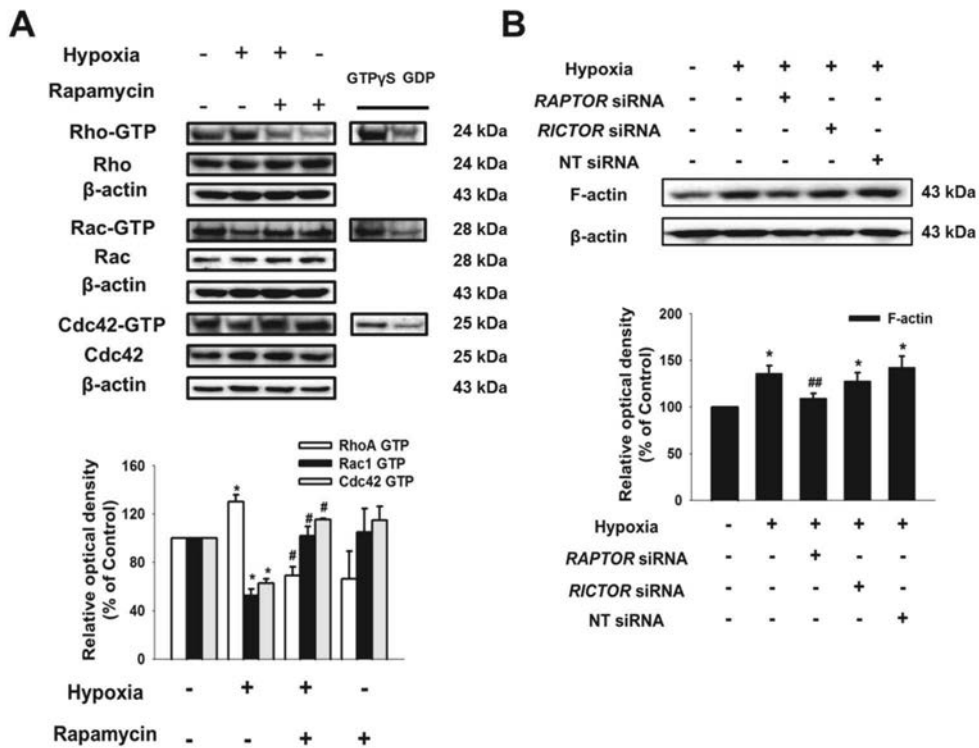 A
Hypoxia - + + -
GTPγS GDP
Rapamycin - - + +
Rho-GTP 24 kDa
Rho 24 kDa
β-actin 43 kDa
Rac-GTP 28 kDa
Rac 28 kDa
β-actin 43 kDa
Cdc42-GTP 25 kDa
Cdc42 25 kDa
β-actin 43 kDa
RhoA GTP
Rac1 GTP
Cdc42 GTP
Relative optical density
(% of Control)
160
120
80
40
0
* * * # # #
Hypoxia - + + -
Rapamycin - - + +
B
Hypoxia - + + + +
RAPTOR siRNA - - + - -
RICTOR siRNA - - - + -
NT siRNA - - - - +
F-actin 43 kDa
β-actin 43 kDa
F-actin
Relative optical density
(% of Control)
200
150
100
50
0
* ## * *
Hypoxia - + + + +
RAPTOR siRNA - - + - -
RICTOR siRNA - - - + -
NT siRNA - - - - +